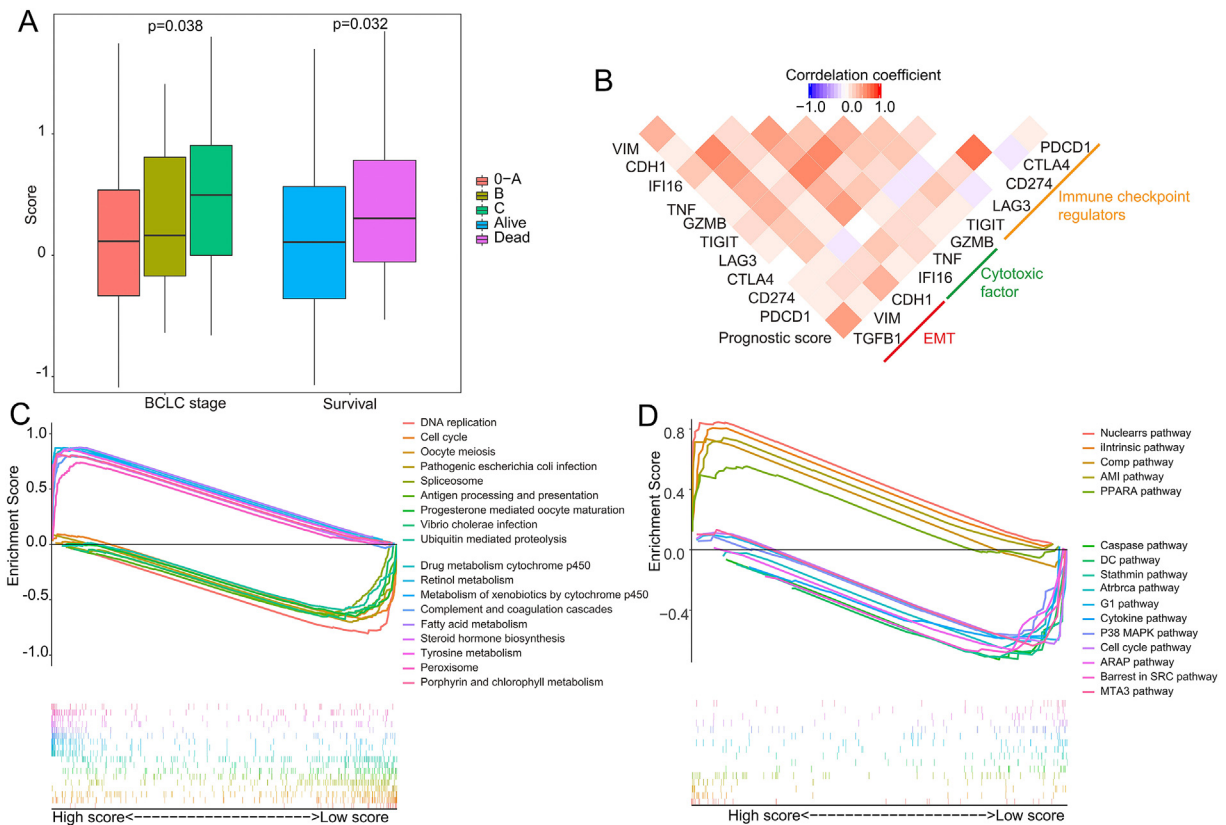 A
p=0.038
p=0.032
Score
1
0
-1
BCLC stage
Survival
0-A
B
C
Alive
Dead
B
Corrdelation coefficient
−1.0 0.0 1.0
VIM
CDH1
IFI16
TNF
GZMB
TIGIT
LAG3
CTLA4
CD274
PDCD1
Prognostic score
PDCD1
CTLA4
CD274
LAG3
TIGIT
GZMB
TNF
IFI16
CDH1
VIM
TGFB1
Immune checkpoint
regulators
Cytotoxic
factor
EMT
C
Enrichment Score
1.0
0.5
0.0
-0.5
-1.0
DNA replication
Cell cycle
Oocyte meiosis
Pathogenic escherichia coli infection
Spliceosome
Antigen processing and presentation
Progesterone mediated oocyte maturation
Vibrio cholerae infection
Ubiquitin mediated proteolysis
Drug metabolism cytochrome p450
Retinol metabolism
Metabolism of xenobiotics by cytochrome p450
Complement and coagulation cascades
Fatty acid metabolism
Steroid hormone biosynthesis
Tyrosine metabolism
Peroxisome
Porphyrin and chlorophyll metabolism
High score<-------------------->Low score
D
Enrichment Score
0.8
0.4
0.0
−0.4
Nuclearrs pathway
iIntrinsic pathway
Comp pathway
AMI pathway
PPARA pathway
Caspase pathway
DC pathway
Stathmin pathway
Atrbrca pathway
G1 pathway
Cytokine pathway
P38 MAPK pathway
Cell cycle pathway
ARAP pathway
Barrest in SRC pathway
MTA3 pathway
High score<-------------------->Low score